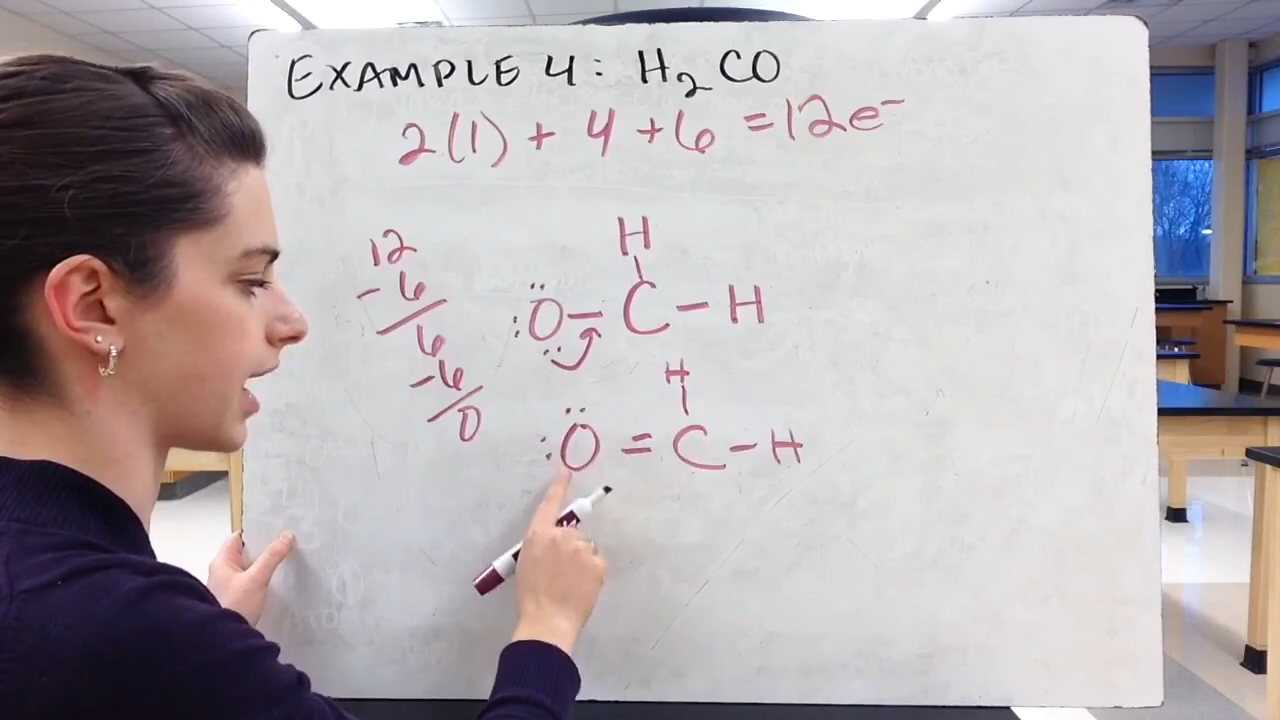 EXAMPLE 4: H₂CO
2(1) + 4 + 6 = 12e⁻
12
- 6
6
- 6
0
H
:Ö - C - H
H
:Ö = C - H